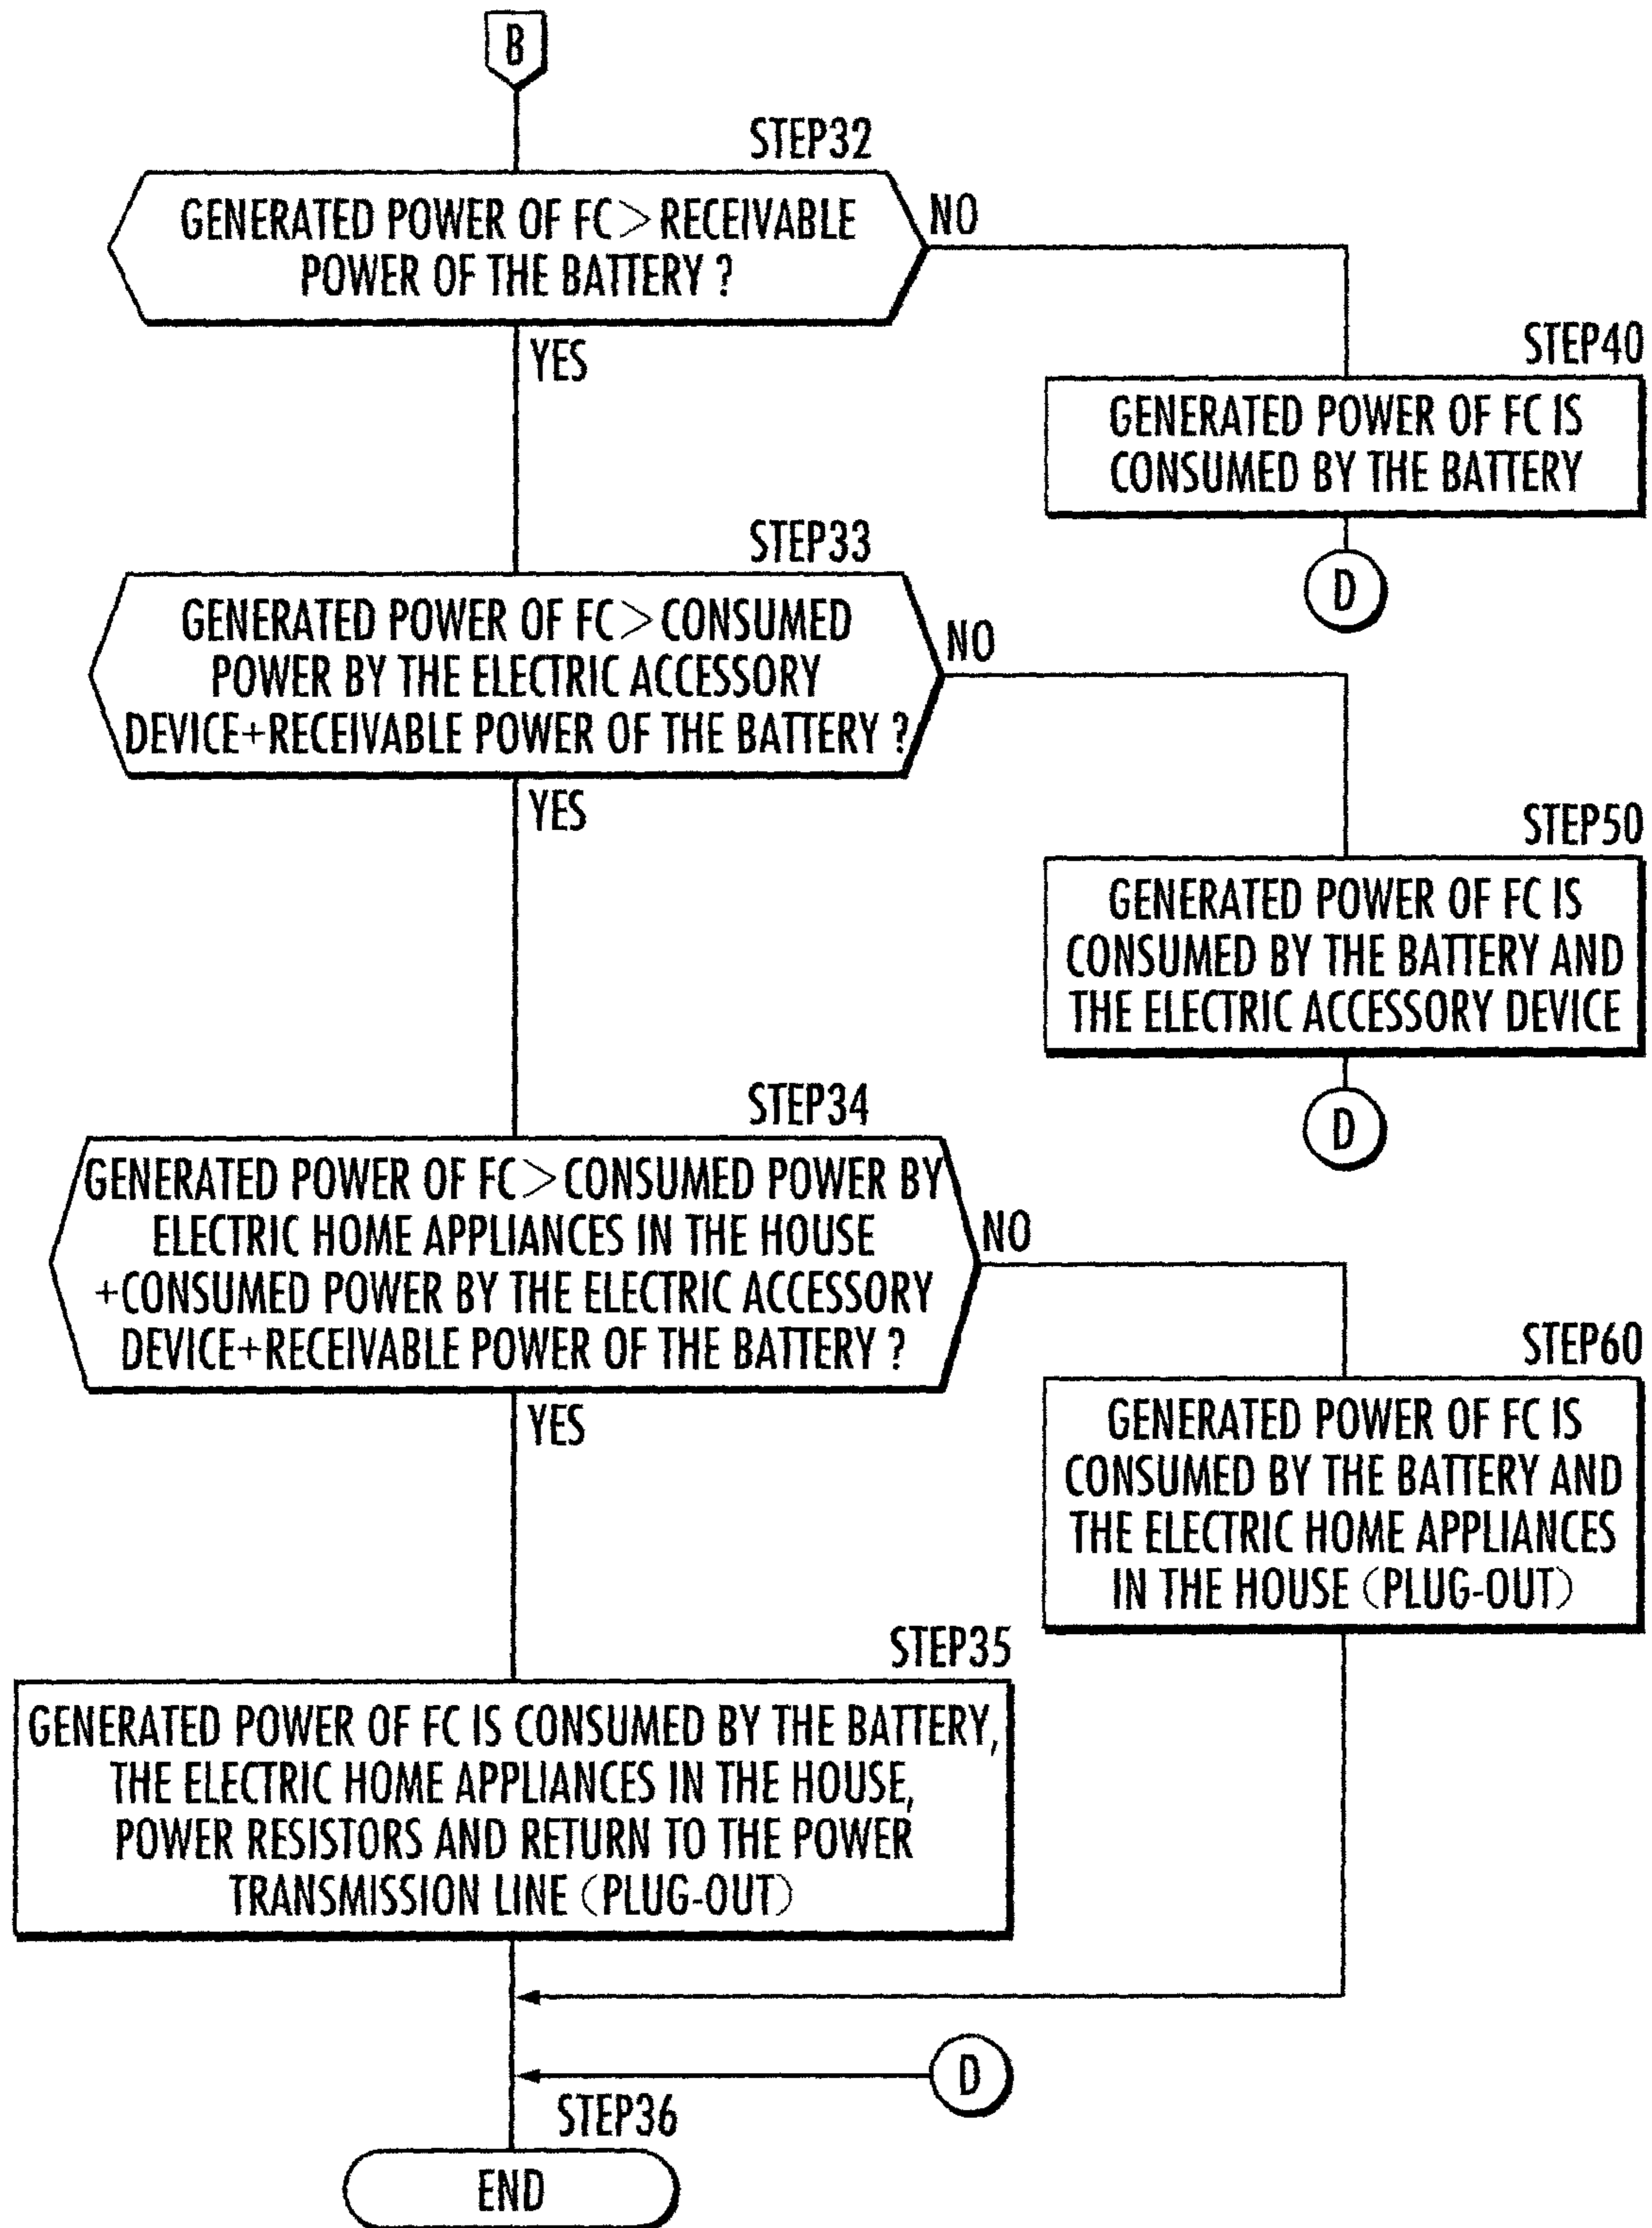 B
STEP32
GENERATED POWER OF FC>RECEIVABLE
POWER OF THE BATTERY ?
NO
YES
STEP40
GENERATED POWER OF FC IS
CONSUMED BY THE BATTERY
D
STEP33
GENERATED POWER OF FC>CONSUMED
POWER BY THE ELECTRIC ACCESSORY
DEVICE+RECEIVABLE POWER OF THE BATTERY ?
NO
YES
STEP50
GENERATED POWER OF FC IS
CONSUMED BY THE BATTERY AND
THE ELECTRIC ACCESSORY DEVICE
D
STEP34
GENERATED POWER OF FC>CONSUMED POWER BY
ELECTRIC HOME APPLIANCES IN THE HOUSE
+CONSUMED POWER BY THE ELECTRIC ACCESSORY
DEVICE+RECEIVABLE POWER OF THE BATTERY ?
NO
YES
STEP60
GENERATED POWER OF FC IS
CONSUMED BY THE BATTERY AND
THE ELECTRIC HOME APPLIANCES
IN THE HOUSE (PLUG-OUT)
STEP35
GENERATED POWER OF FC IS CONSUMED BY THE BATTERY,
THE ELECTRIC HOME APPLIANCES IN THE HOUSE,
POWER RESISTORS AND RETURN TO THE POWER
TRANSMISSION LINE (PLUG-OUT)
D
STEP36
END